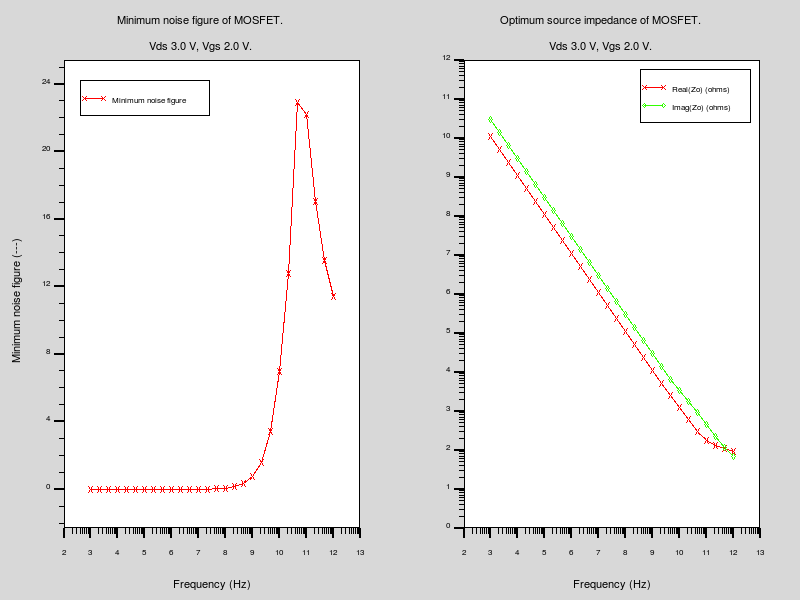 Minimum noise figure of MOSFET.
Vds 3.0 V, Vgs 2.0 V.
Minimum noise figure
Minimum noise figure (---)
24
20
16
12
8
4
0
2 3 4 5 6 7 8 9 10 11 12 13
Frequency (Hz)
Optimum source impedance of MOSFET.
Vds 3.0 V, Vgs 2.0 V.
Real(Zo) (ohms)
Imag(Zo) (ohms)
12
11
10
9
8
7
6
5
4
3
2
1
0
2 3 4 5 6 7 8 9 10 11 12 13
Frequency (Hz)